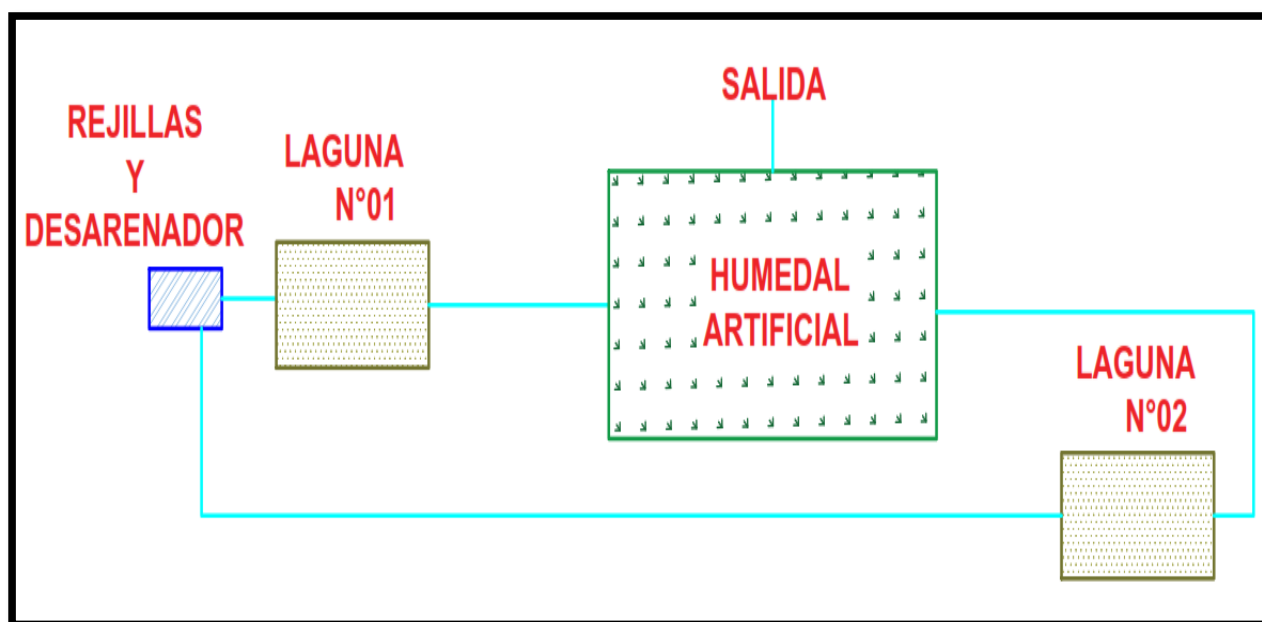 REJILLAS
Y
DESARENADOR
LAGUNA
N°01
SALIDA
HUMEDAL
ARTIFICIAL
LAGUNA
N°02